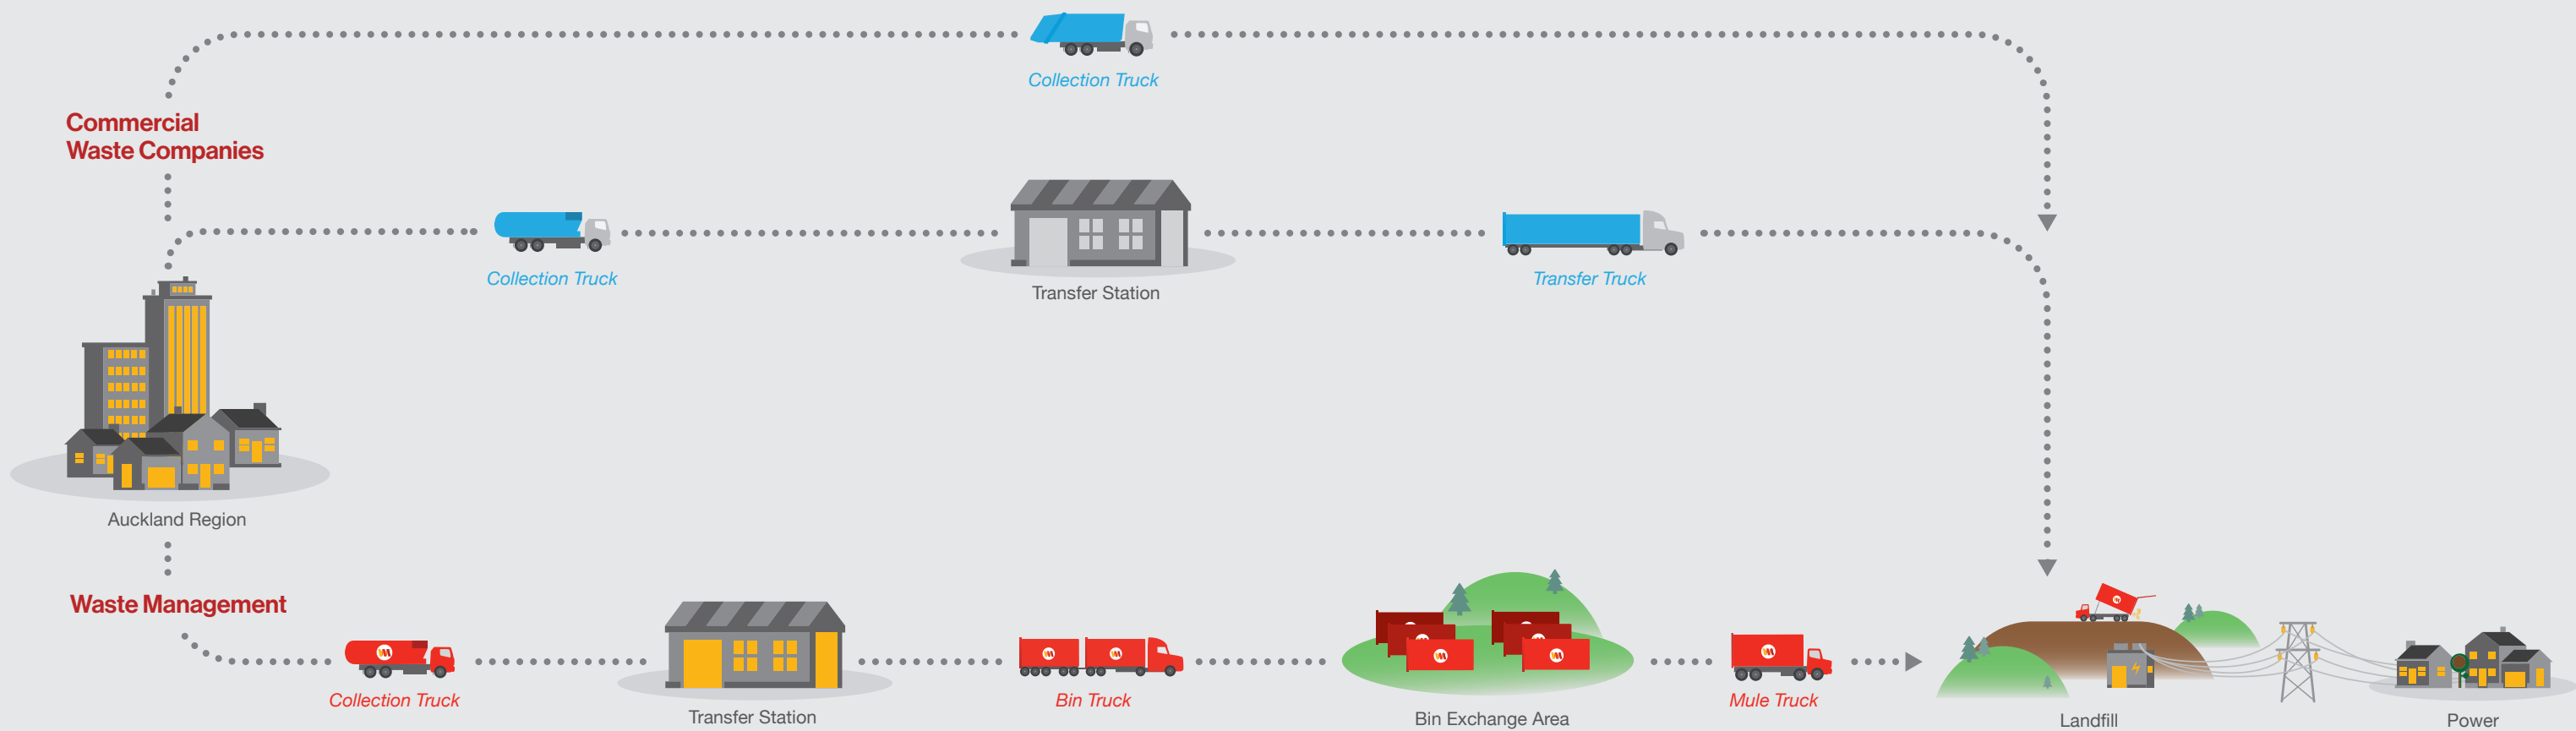 Collection Truck
Commercial
Waste Companies
Collection Truck
Transfer Station
Transfer Truck
Auckland Region
Waste Management
Collection Truck
Transfer Station
Bin Truck
Bin Exchange Area
Mule Truck
Landfill
Power